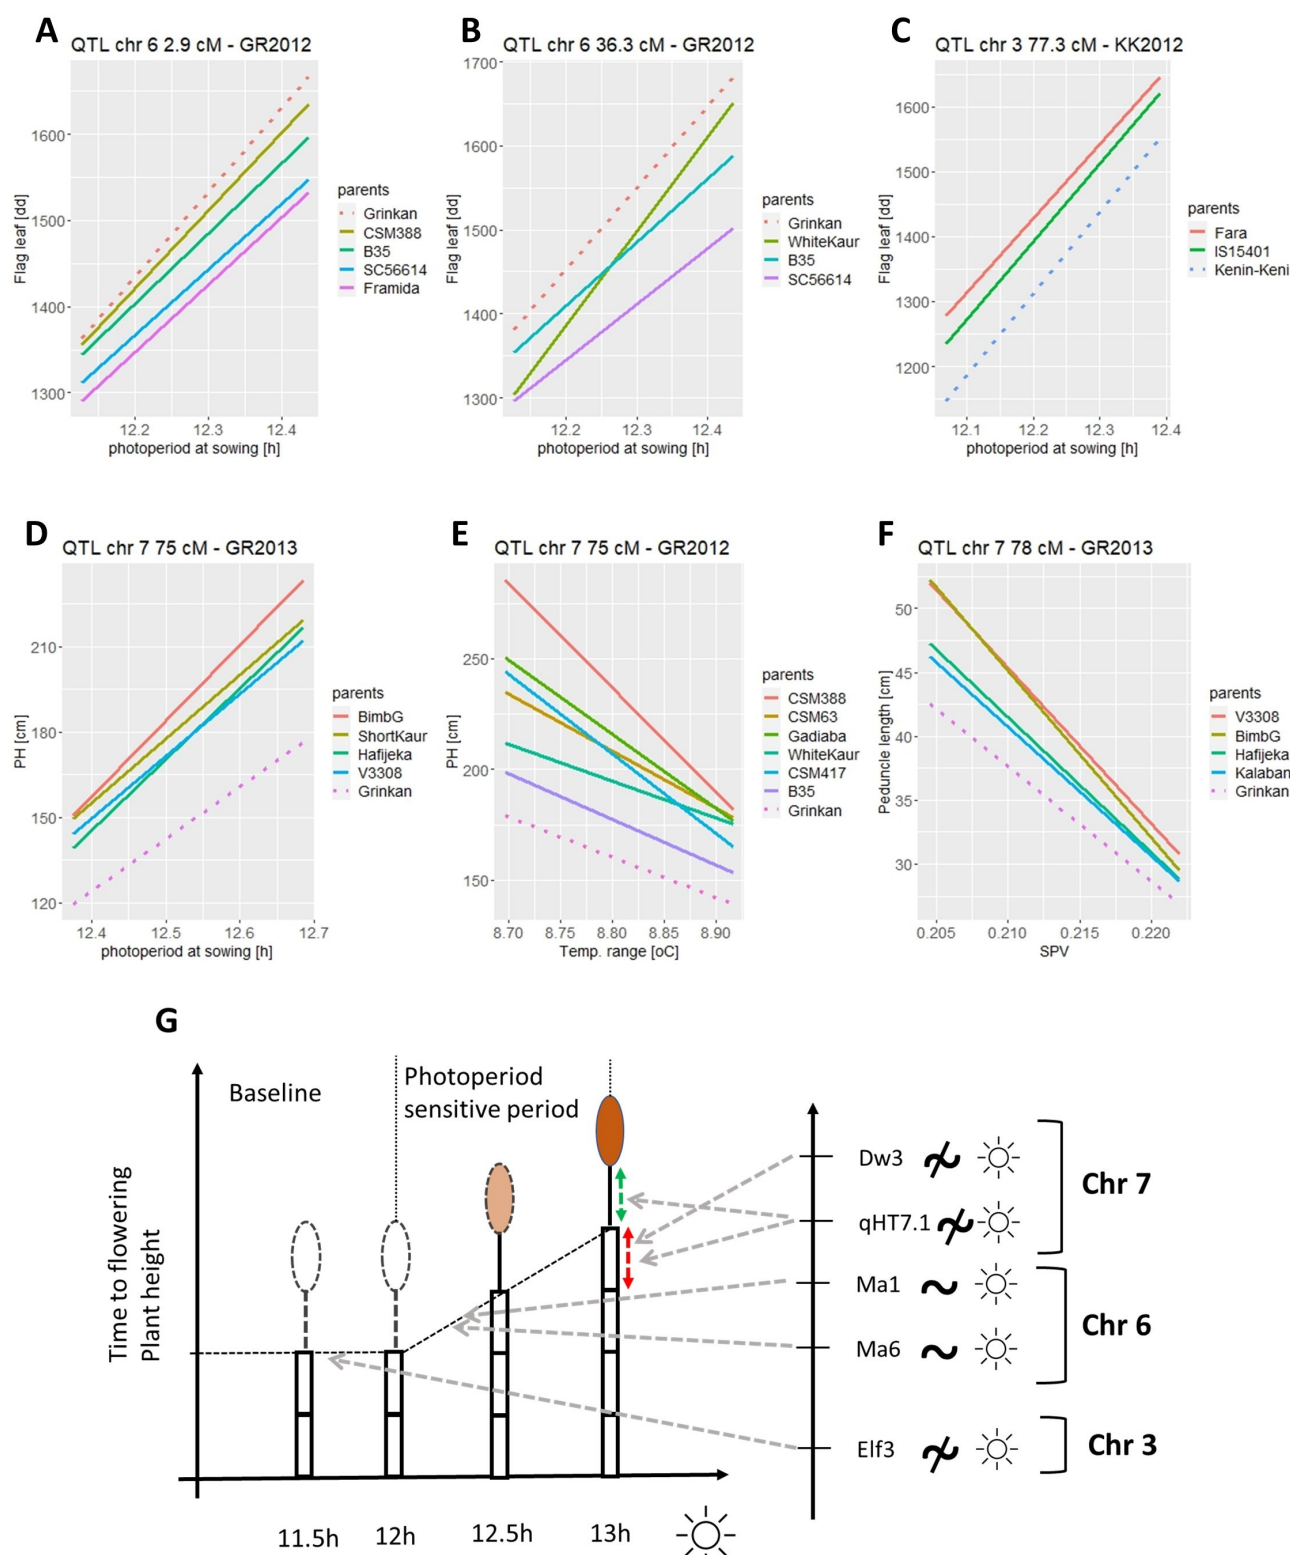 A
QTL chr 6 2.9 cM - GR2012
Flag leaf [dd]
1600
1500
1400
1300
12.2 12.3 12.4
photoperiod at sowing [h]
parents
Grinkan
CSM388
B35
SC56614
Framida
B
QTL chr 6 36.3 cM - GR2012
Flag leaf [dd]
1700
1600
1500
1400
1300
12.2 12.3 12.4
photoperiod at sowing [h]
parents
Grinkan
WhiteKaur
B35
SC56614
C
QTL chr 3 77.3 cM - KK2012
Flag leaf [dd]
1600
1500
1400
1300
1200
12.1 12.2 12.3 12.4
photoperiod at sowing [h]
parents
Fara
IS15401
Kenin-Keni
D
QTL chr 7 75 cM - GR2013
PH [cm]
210
180
150
120
12.4 12.5 12.6 12.7
photoperiod at sowing [h]
parents
BimbG
ShortKaur
Hafijeka
V3308
Grinkan
E
QTL chr 7 75 cM - GR2012
PH [cm]
250
200
150
8.70 8.75 8.80 8.85 8.90
Temp. range [oC]
parents
CSM388
CSM63
Gadiaba
WhiteKaur
CSM417
B35
Grinkan
F
QTL chr 7 78 cM - GR2013
Peduncle length [cm]
50
45
40
35
30
0.205 0.210 0.215 0.220
SPV
parents
V3308
BimbG
Hafijeka
Kalaban
Grinkan
G
Time to flowering
Plant height
Baseline
Photoperiod
sensitive period
11.5h 12h 12.5h 13h
Dw3
qHT7.1
Chr 7
Ma1
Ma6
Chr 6
Elf3
Chr 3